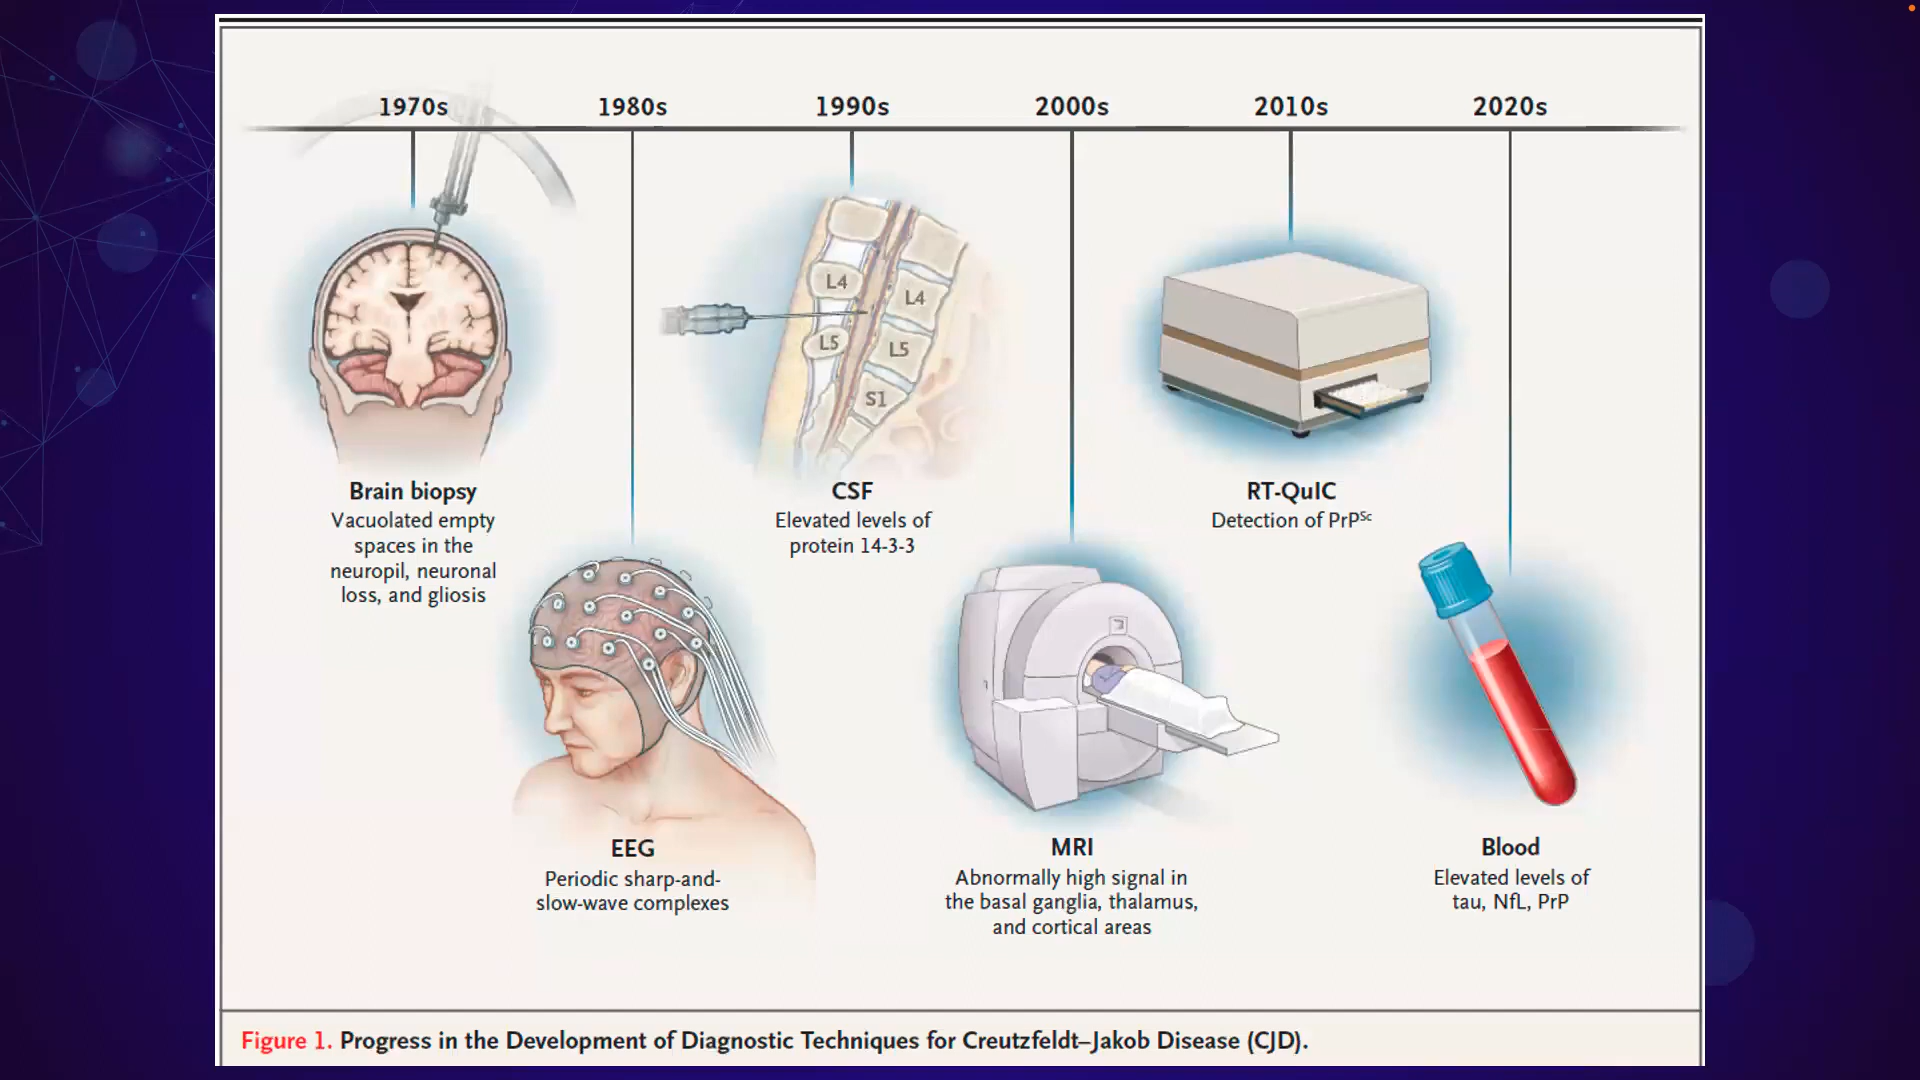 1970s
1980s
1990s
2000s
2010s
2020s
L4
L4
L5
L5
S1
Brain biopsy
Vacuolated empty
spaces in the
neuropil, neuronal
loss, and gliosis
CSF
Elevated levels of
protein 14-3-3
RT-QuIC
Detection of PrPSc
EEG
Periodic sharp-and-
slow-wave complexes
MRI
Abnormally high signal in
the basal ganglia, thalamus,
and cortical areas
Blood
Elevated levels of
tau, NfL, PrP
Figure 1. Progress in the Development of Diagnostic Techniques for Creutzfeldt–Jakob Disease (CJD).